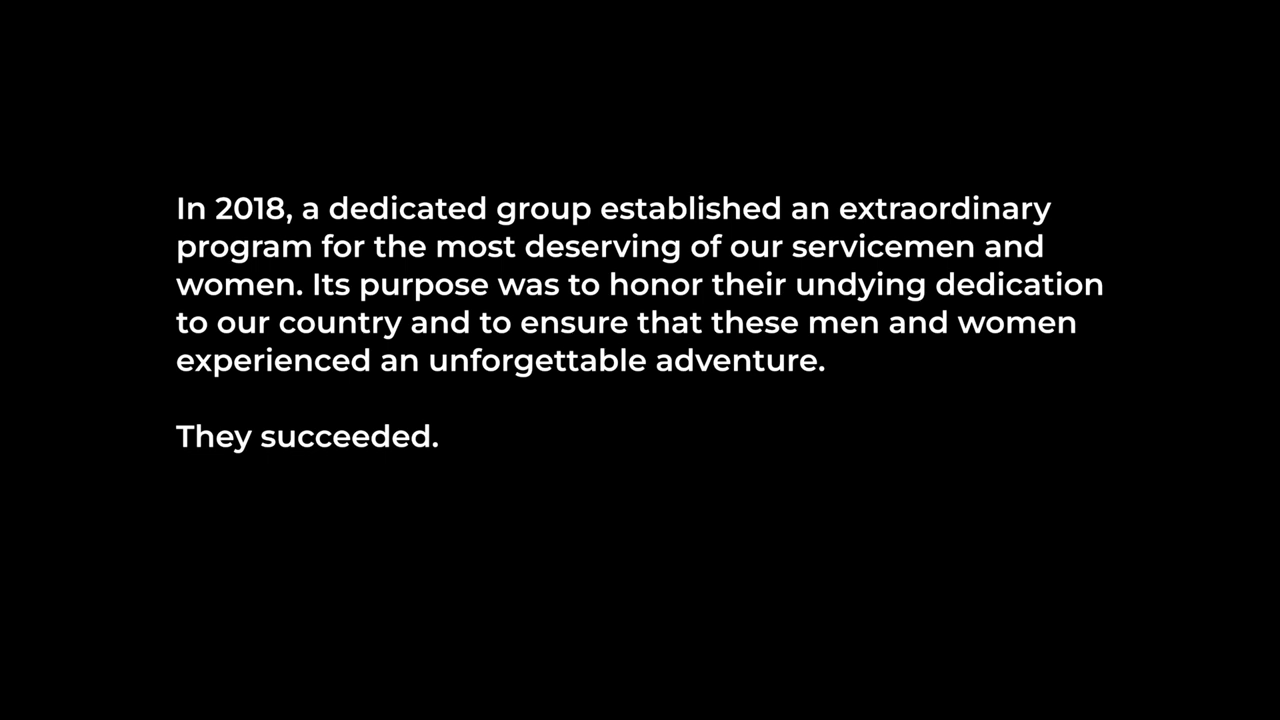 In 2018, a dedicated group established an extraordinary
program for the most deserving of our servicemen and
women. Its purpose was to honor their undying dedication
to our country and to ensure that these men and women
experienced an unforgettable adventure.
They succeeded.